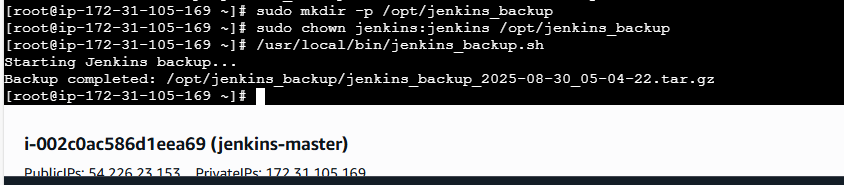 [root@ip-172-31-105-169 ~]# sudo mkdir -p /opt/jenkins_backup
[root@ip-172-31-105-169 ~]# sudo chown jenkins:jenkins /opt/jenkins_backup
[root@ip-172-31-105-169 ~]# /usr/local/bin/jenkins_backup.sh
Starting Jenkins backup...
Backup completed: /opt/jenkins_backup/jenkins_backup_2025-08-30_05-04-22.tar.gz
[root@ip-172-31-105-169 ~]#
i-002c0ac586d1eea69 (jenkins-master)
PublicIPs: 54.226.23.153 PrivateIPs: 172.31.105.169